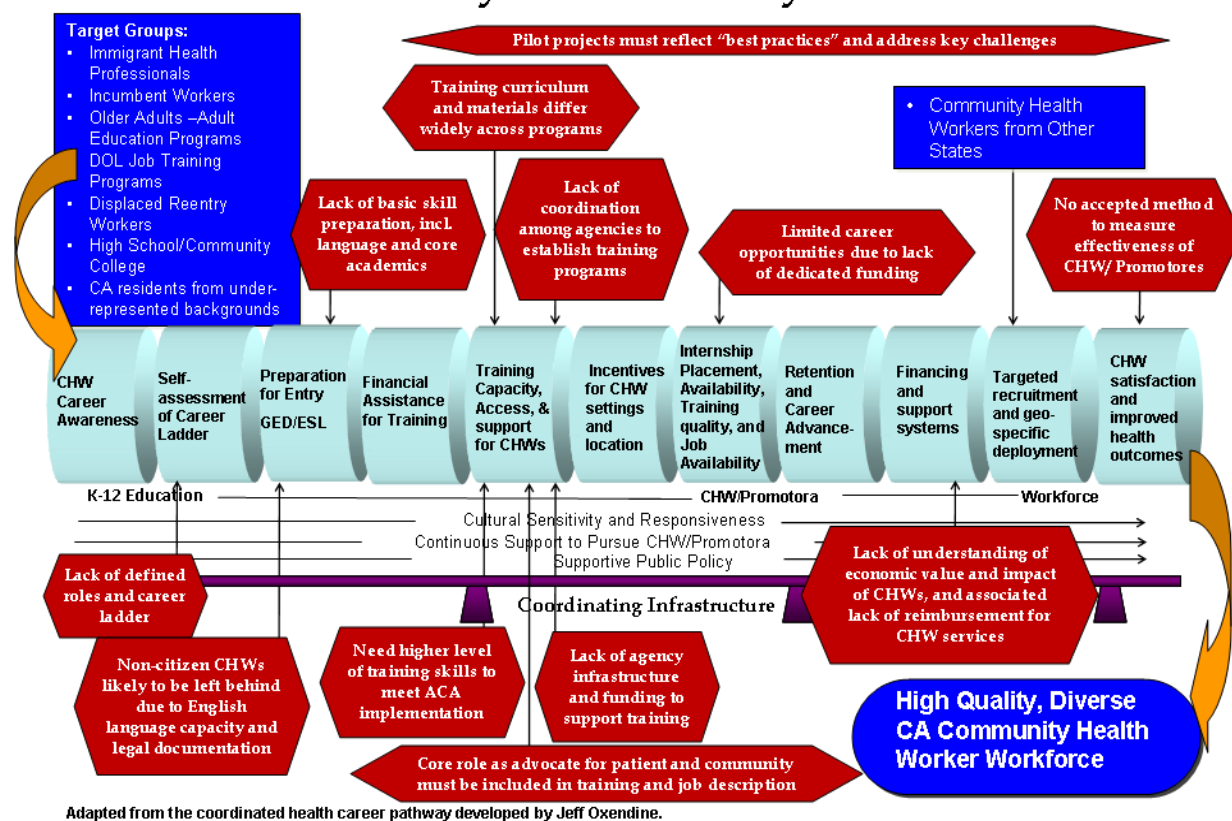 Target Groups:
• Immigrant Health
Professionals
• Incumbent Workers
• Older Adults –Adult
Education Programs
• DOL Job Training
Programs
• Displaced Reentry
Workers
• High School/Community
College
• CA residents from under-
represented backgrounds
Pilot projects must reflect “best practices” and address key challenges
Training curriculum
and materials differ
widely across programs
• Community Health
Workers from Other
States
Lack of basic skill
preparation, incl.
language and core
academics
Lack of
coordination
among agencies to
establish training
programs
Limited career
opportunities due to lack
of dedicated funding
No accepted method
to measure
effectiveness of
CHW/ Promotores
CHW
Career
Awareness
Self-
assessment
of Career
Ladder
Preparation
for Entry
GED/ESL
Financial
Assistance
for Training
Training
Capacity,
Access, &
support
for CHWs
Incentives
for CHW
settings
and
location
Internship
Placement,
Availability,
Training
quality, and
Job
Availability
Retention
and
Career
Advance-
ment
Financing
and
support
systems
Targeted
recruitment
and geo-
specific
deployment
CHW
satisfaction
and
improved
health
outcomes
K-12 Education
CHW/Promotora
Workforce
Cultural Sensitivity and Responsiveness
Continuous Support to Pursue CHW/Promotora
Supportive Public Policy
Coordinating Infrastructure
Lack of defined
roles and career
ladder
Non-citizen CHWs
likely to be left behind
due to English
language capacity and
legal documentation
Need higher level
of training skills to
meet ACA
implementation
Lack of agency
infrastructure
and funding to
support training
Lack of understanding of
economic value and impact
of CHWs, and associated
lack of reimbursement for
CHW services
Core role as advocate for patient and community
must be included in training and job description
High Quality, Diverse
CA Community Health
Worker Workforce
Adapted from the coordinated health career pathway developed by Jeff Oxendine.